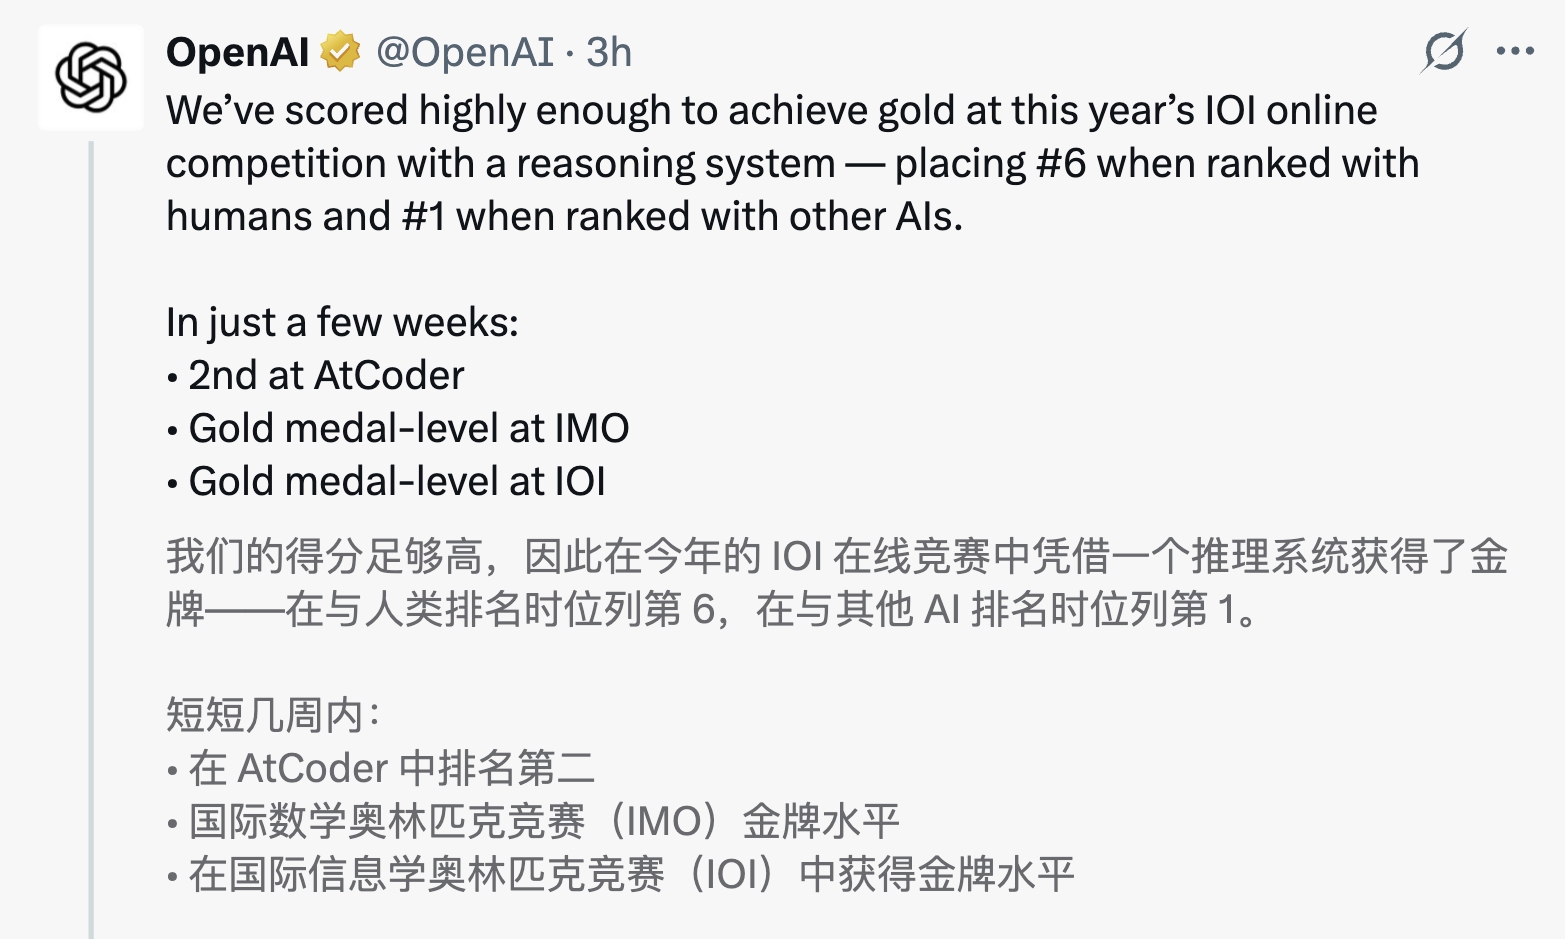 OpenAI @OpenAI · 3h
We’ve scored highly enough to achieve gold at this year’s IOI online
competition with a reasoning system — placing #6 when ranked with
humans and #1 when ranked with other AIs.
In just a few weeks:
• 2nd at AtCoder
• Gold medal-level at IMO
• Gold medal-level at IOI
我们的得分足够高，因此在今年的 IOI 在线竞赛中凭借一个推理系统获得了金
牌——在与人类排名时位列第 6，在与其他 AI 排名时位列第 1。
短短几周内：
• 在 AtCoder 中排名第二
• 国际数学奥林匹克竞赛（IMO）金牌水平
• 在国际信息学奥林匹克竞赛（IOI）中获得金牌水平